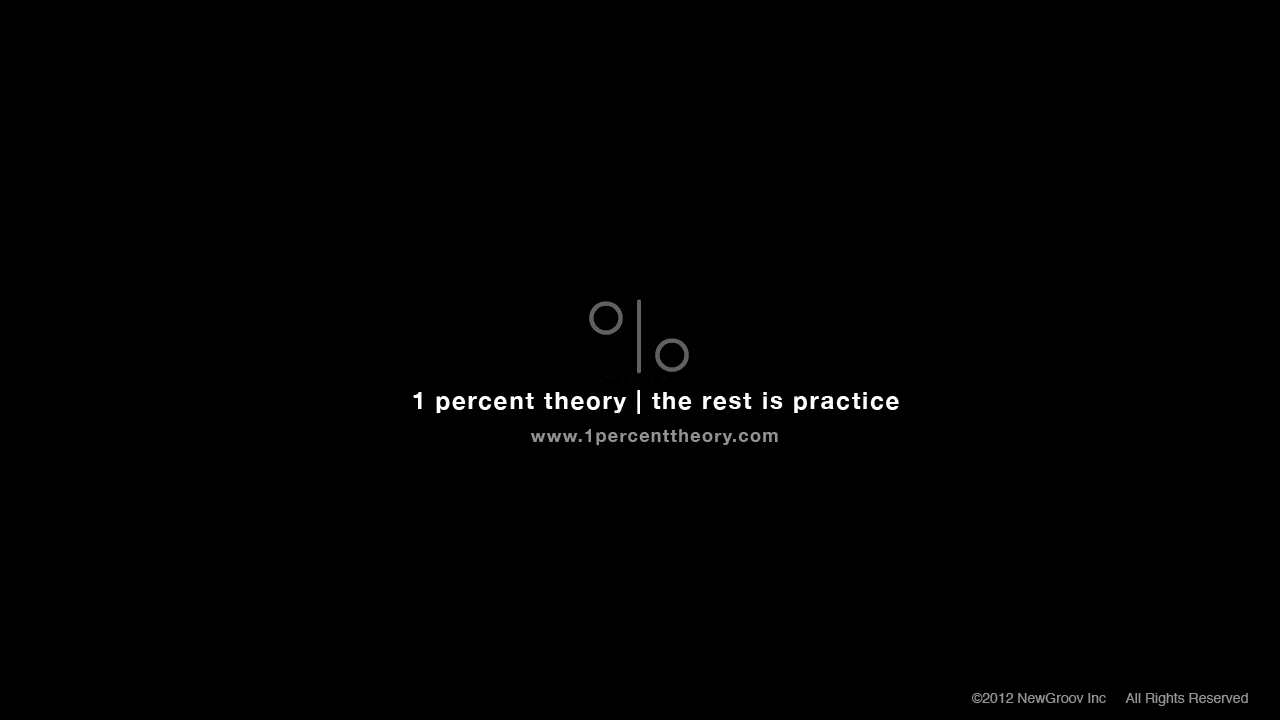 1 percent theory | the rest is practice
www.1percenttheory.com
©2012 NewGroov Inc All Rights Reserved